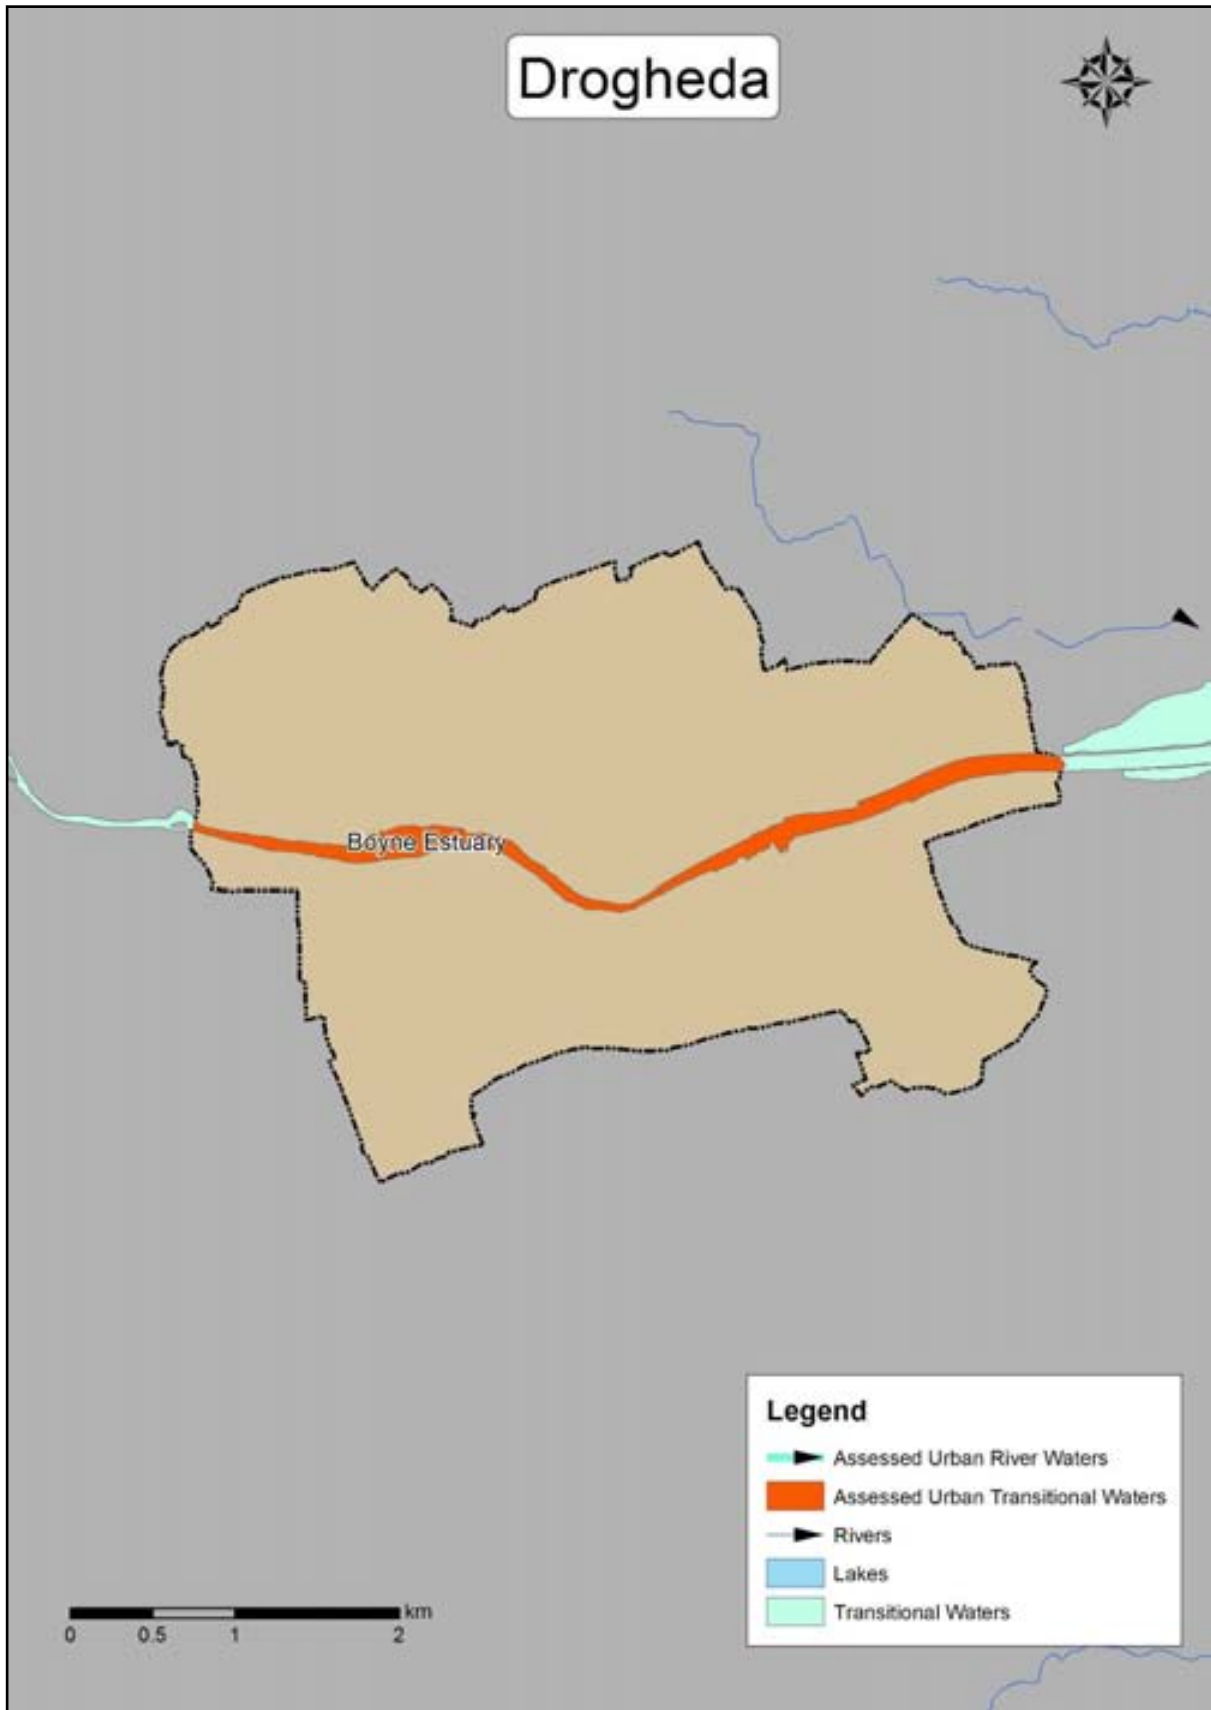 Drogheda
Boyne Estuary
Legend
Assessed Urban River Waters
Assessed Urban Transitional Waters
Rivers
Lakes
Transitional Waters
km
0 0.5 1 2